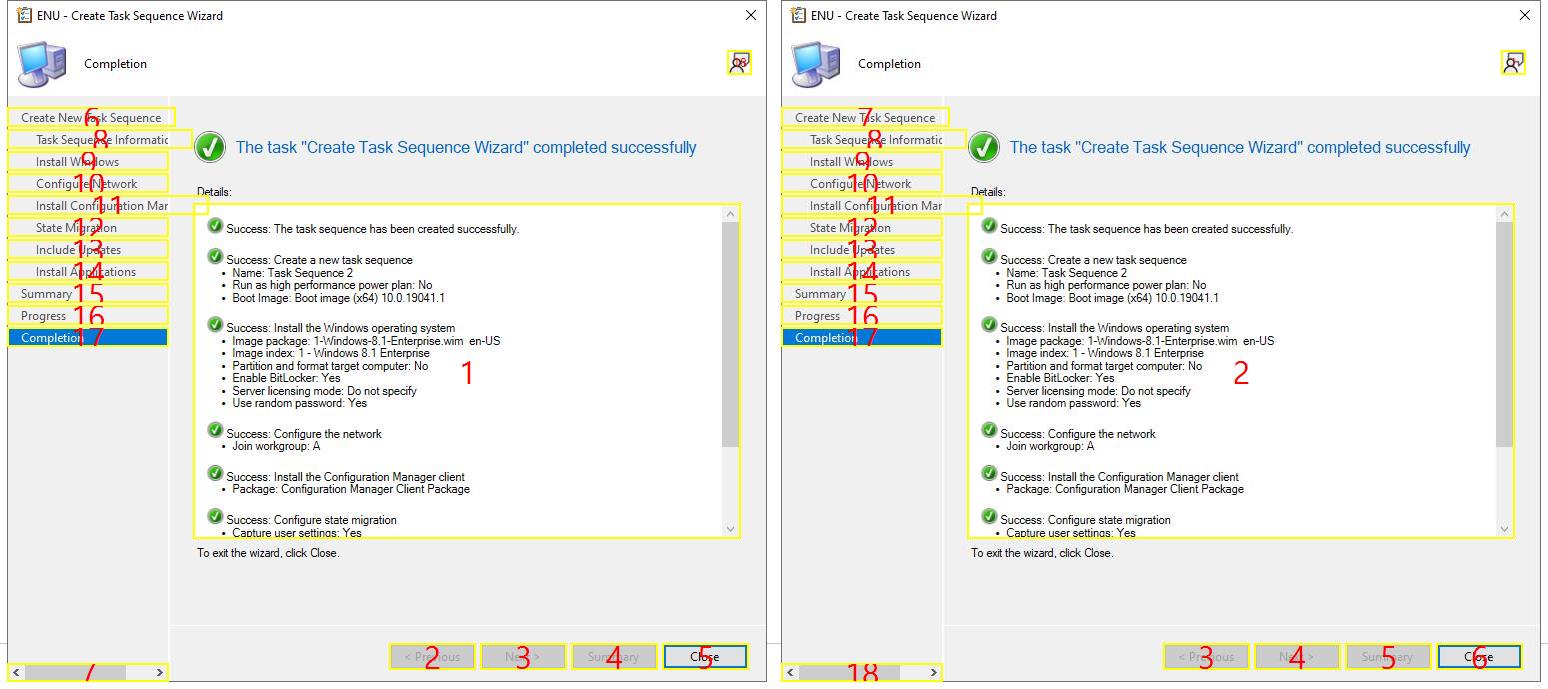 ENU - Create Task Sequence Wizard
Completion
Create New Task Sequence
6
Task Sequence Informatic
8
Install Windows
9
Configure Network
10
Install Configuration Mar
11
State Migration
12
Include Updates
13
Install Applications
14
Summary
15
Progress
16
Completion
17
The task "Create Task Sequence Wizard" completed successfully
Details:
Success: The task sequence has been created successfully.
Success: Create a new task sequence
• Name: Task Sequence 2
• Run as high performance power plan: No
• Boot Image: Boot image (x64) 10.0.19041.1
Success: Install the Windows operating system
• Image package: 1-Windows-8.1-Enterprise.wim en-US
• Image index: 1 - Windows 8.1 Enterprise
• Partition and format target computer: No
• Enable BitLocker: Yes
• Server licensing mode: Do not specify
• Use random password: Yes
1
Success: Configure the network
• Join workgroup: A
Success: Install the Configuration Manager client
• Package: Configuration Manager Client Package
Success: Configure state migration
• Capture user settings: Yes
To exit the wizard, click Close.
< Previous
2
Next >
3
Summary
4
Close
5
7
ENU - Create Task Sequence Wizard
Completion
Create New Task Sequence
7
Task Sequence Informatic
8
Install Windows
9
Configure Network
10
Install Configuration Mar
11
State Migration
12
Include Updates
13
Install Applications
14
Summary
15
Progress
16
Completion
17
The task "Create Task Sequence Wizard" completed successfully
Details:
Success: The task sequence has been created successfully.
Success: Create a new task sequence
• Name: Task Sequence 2
• Run as high performance power plan: No
• Boot Image: Boot image (x64) 10.0.19041.1
Success: Install the Windows operating system
• Image package: 1-Windows-8.1-Enterprise.wim en-US
• Image index: 1 - Windows 8.1 Enterprise
• Partition and format target computer: No
• Enable BitLocker: Yes
• Server licensing mode: Do not specify
• Use random password: Yes
2
Success: Configure the network
• Join workgroup: A
Success: Install the Configuration Manager client
• Package: Configuration Manager Client Package
Success: Configure state migration
• Capture user settings: Yes
To exit the wizard, click Close.
< Previous
3
Next >
4
Summary
5
Close
6
18